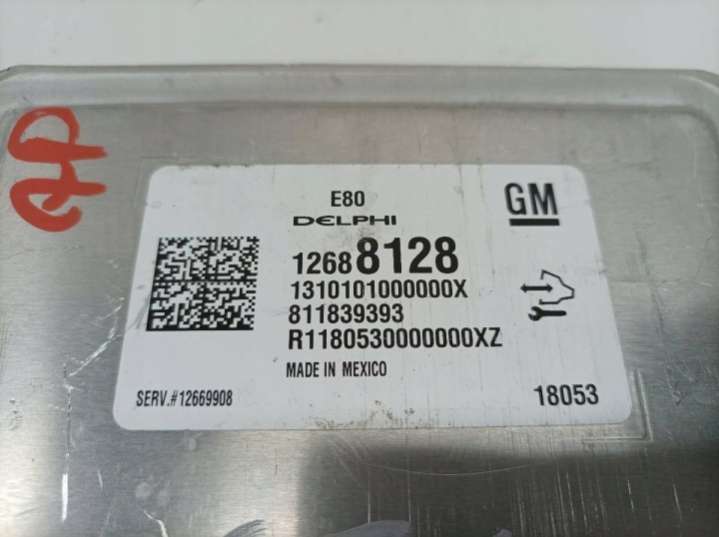 E80
GM
DELPHI
12688128
1310101000000X
811839393
R1180530000000XZ
MADE IN MEXICO
SERV.#12669908
18053